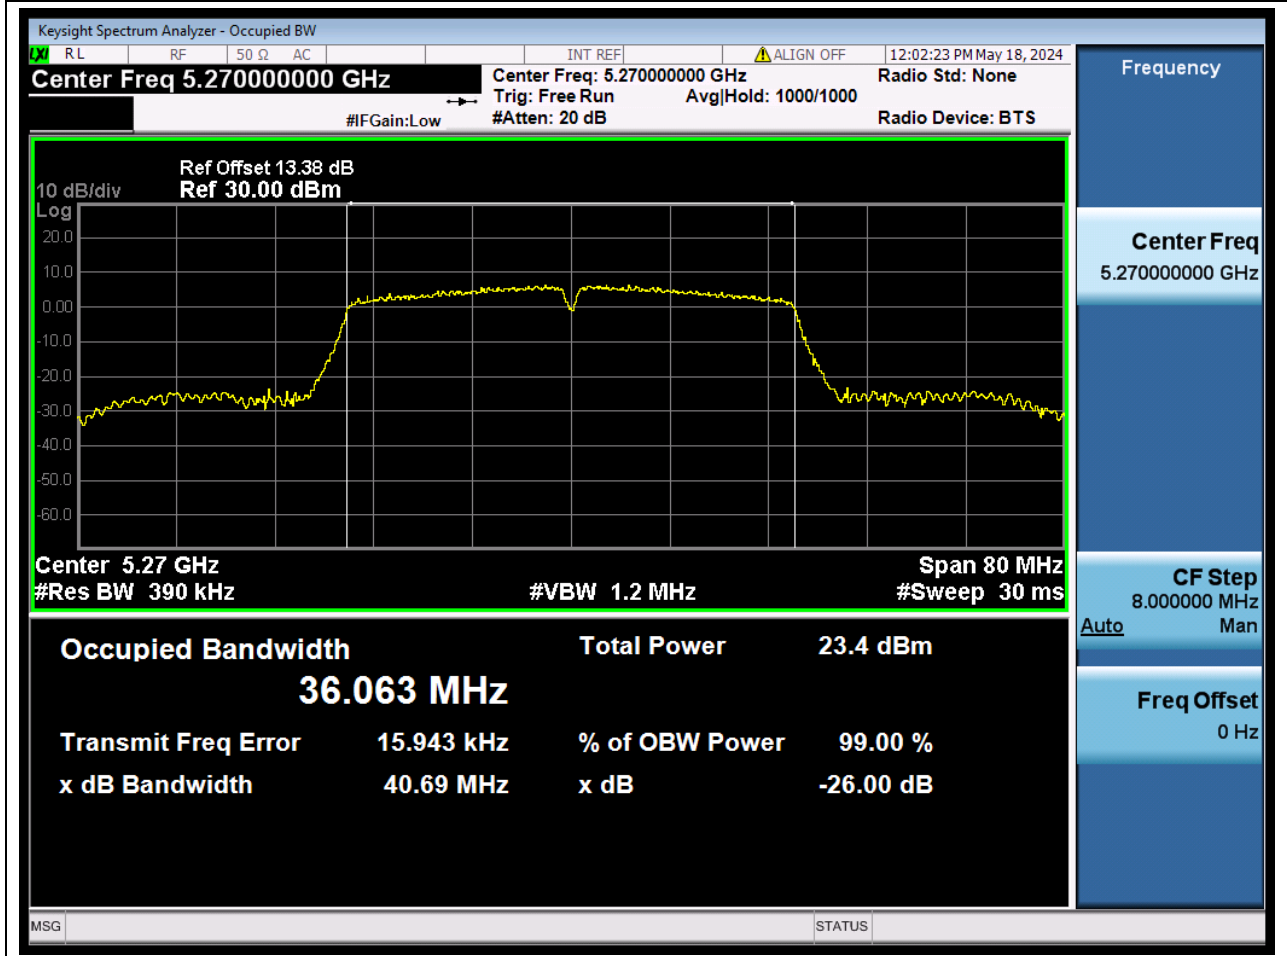 Keysight Spectrum Analyzer - Occupied BW
LXI RL RF 50 Ω AC INT REF ALIGN OFF 12:02:23 PM May 18, 2024
Center Freq 5.270000000 GHz
Center Freq: 5.270000000 GHz Radio Std: None
Trig: Free Run Avg|Hold: 1000/1000
#IFGain:Low #Atten: 20 dB Radio Device: BTS
Ref Offset 13.38 dB
10 dB/div Ref 30.00 dBm
Log
20.0
10.0
0.00
-10.0
-20.0
-30.0
-40.0
-50.0
-60.0
Center 5.27 GHz Span 80 MHz
#Res BW 390 kHz #VBW 1.2 MHz #Sweep 30 ms
Occupied Bandwidth Total Power 23.4 dBm
36.063 MHz
Transmit Freq Error 15.943 kHz % of OBW Power 99.00 %
x dB Bandwidth 40.69 MHz x dB -26.00 dB
Frequency
Center Freq
5.270000000 GHz
CF Step
8.000000 MHz
Auto Man
Freq Offset
0 Hz
MSG STATUS